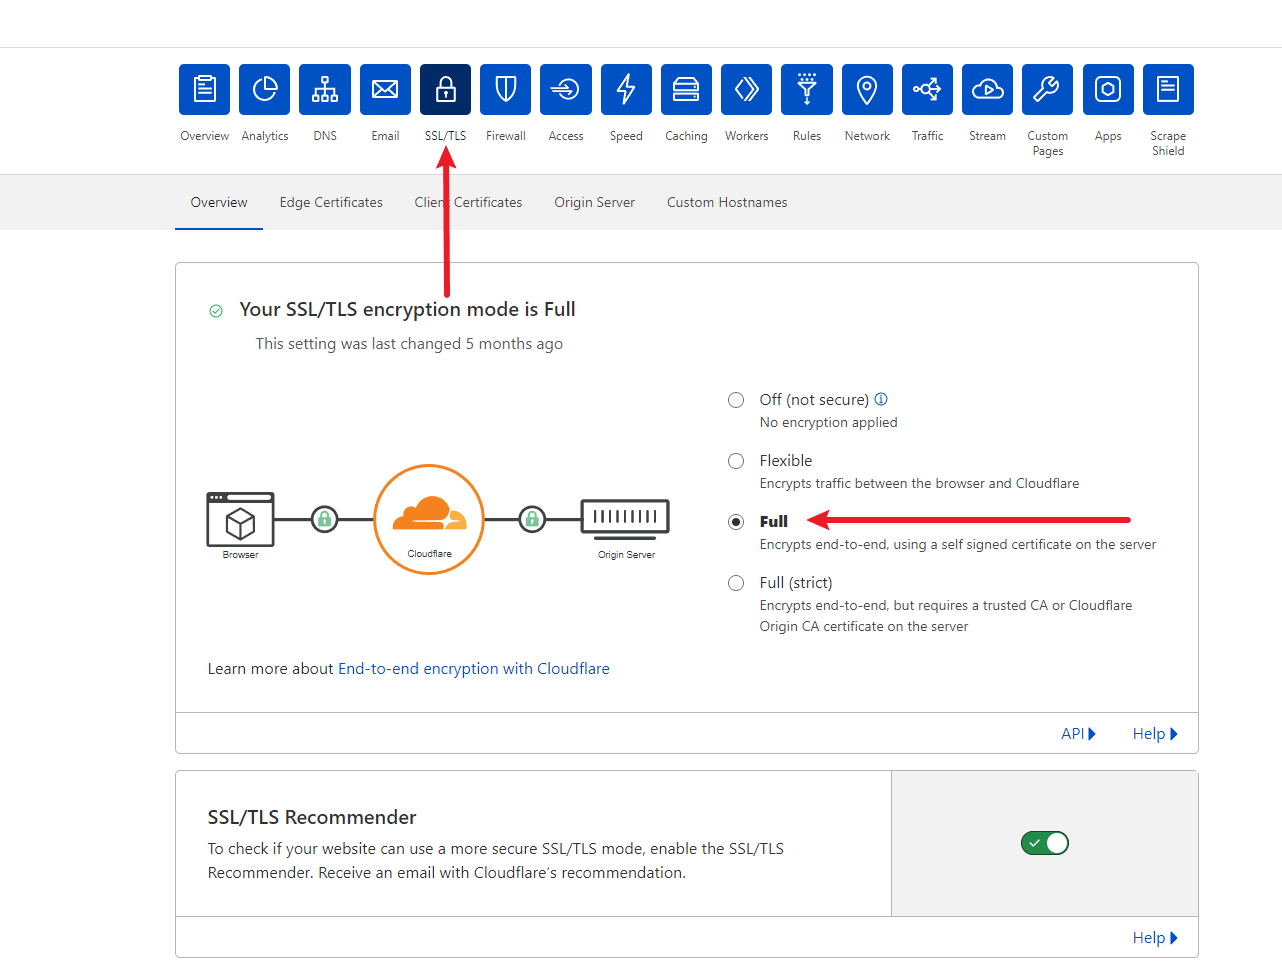 Overview
Analytics
DNS
Email
SSL/TLS
Firewall
Access
Speed
Caching
Workers
Rules
Network
Traffic
Stream
Custom
Pages
Apps
Scrape
Shield
Overview
Edge Certificates
Client Certificates
Origin Server
Custom Hostnames
Your SSL/TLS encryption mode is Full
This setting was last changed 5 months ago
Browser
Cloudflare
Origin Server
Off (not secure)
No encryption applied
Flexible
Encrypts traffic between the browser and Cloudflare
Full
Encrypts end-to-end, using a self signed certificate on the server
Full (strict)
Encrypts end-to-end, but requires a trusted CA or Cloudflare
Origin CA certificate on the server
Learn more about End-to-end encryption with Cloudflare
API
Help
SSL/TLS Recommender
To check if your website can use a more secure SSL/TLS mode, enable the SSL/TLS
Recommender. Receive an email with Cloudflare's recommendation.
Help